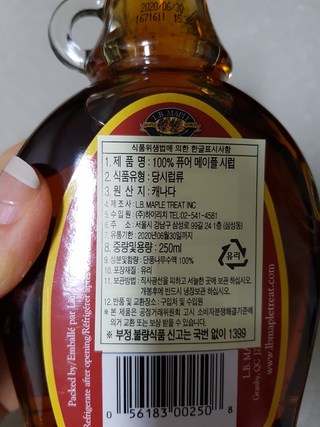 2020/06/30
L.B. MAPLE
식품위생법에 의한 한글표시사항
1. 제 품 명 : 100% 퓨어 메이플 시럽
2. 식품유형 : 당시럽류
3. 원 산 지 : 캐나다
4. 제 조 사 : L.B. MAPLE TREAT INC
5. 수 입 원 : (주)하이리치 TEL:02-541-4581
6. 주 소 : 서울시 강남구 삼성로 99길 24 1층 (삼성동)
7. 유통기한 : 2020년06월30일까지
8. 중량및용량 : 250ml
9. 성분및함량 : 단풍나무수액 100%
10. 포장재질 : 유리
11. 보관방법 : 직사광선을 피하고 서늘한 곳에 보관 하십시오.
개봉후에 반드시 냉장보관 하십시오.
12. 반품 및 교환장소 : 구입처 및 수입원
* 본 제품은 공정거래위원회 고시 소비자분쟁해결기준에
의거 교환 또는 보상 받을 수 있습니다.
※ 부정,불량식품 신고는 국번 없이 1399
유리
0 56183 00250 8
Packed by/Emballé par
Refrigerate after opening/Réfrigérer
www.lbmapletreat.com
Granby, QC